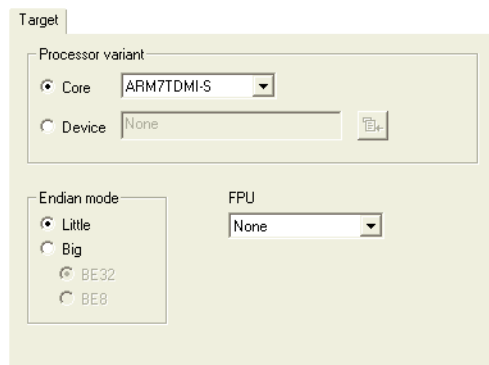 Target
Processor variant
Core ARM7TDMI-S
Device None
Endian mode
Little
Big
BE32
BE8
FPU
None